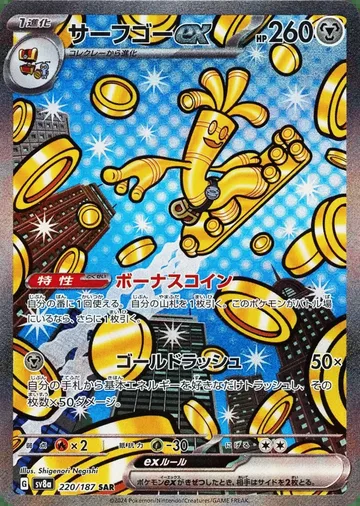 1進化
サーフゴーex HP260
コレクレーから進化
特性 ボーナスコイン
自分の番に1回使える。自分の山札を1枚引く。このポケモンがバトル場にいるなら、さらに1枚引く。
ゴールドラッシュ 50×
自分の手札から基本エネルギーを好きなだけトラッシュし、その
枚数×50ダメージ。
弱点 ×2 抵抗力 -30 にげる
Illus. Shigenori Negishi
exルール
ポケモンexがきぜつしたとき、相手はサイドを2枚とる。
G sv8a 220/187 SAR
©2024 Pokémon/Nintendo/Creatures/GAME FREAK.